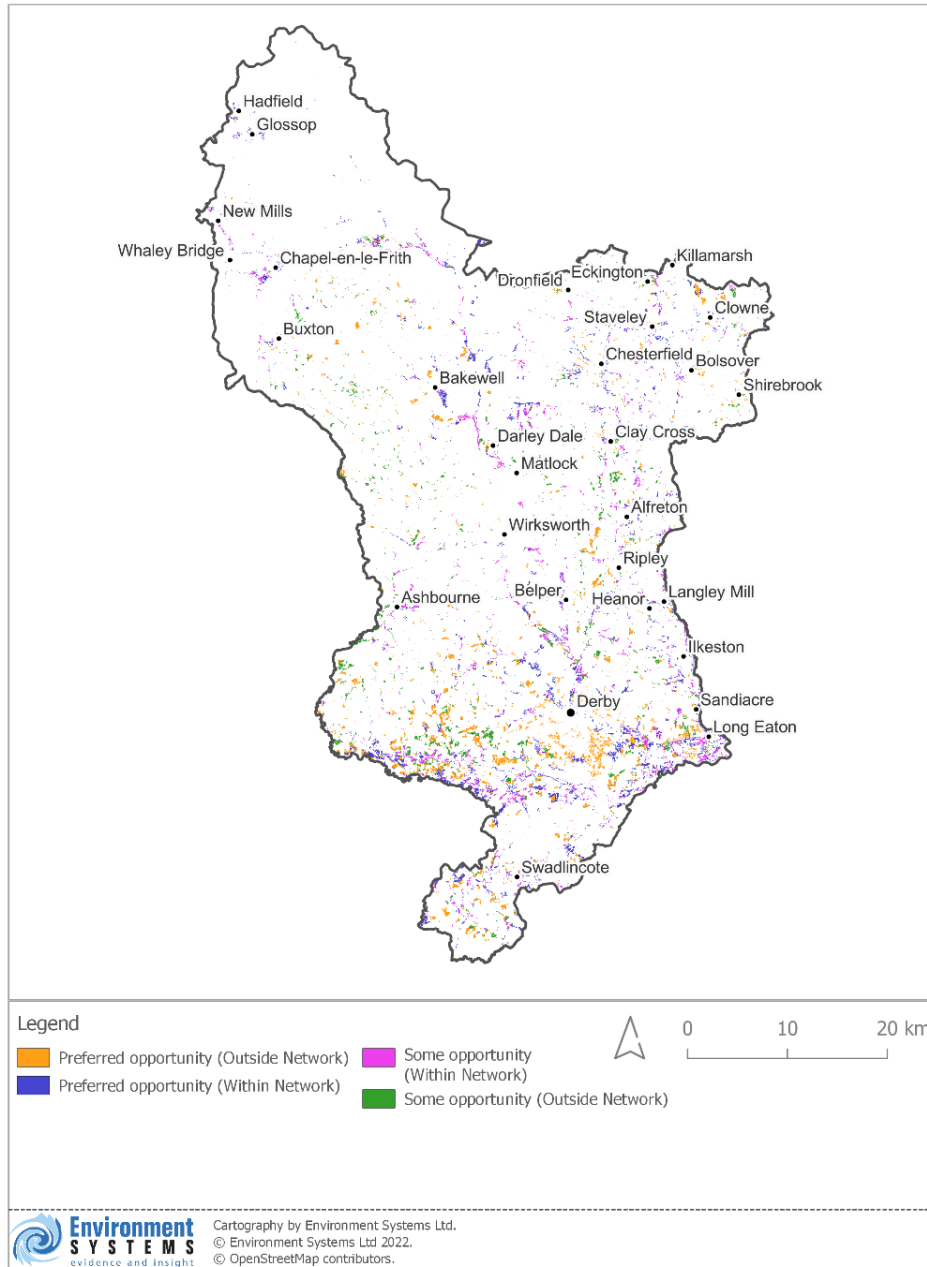 Hadfield
Glossop
New Mills
Whaley Bridge
Chapel-en-le-Frith
Killamarsh
Eckington
Dronfield
Clowne
Staveley
Buxton
Chesterfield
Bolsover
Bakewell
Shirebrook
Darley Dale
Clay Cross
Matlock
Alfreton
Wirksworth
Ripley
Belper
Langley Mill
Ashbourne
Heanor
Ilkeston
Derby
Sandiacre
Long Eaton
Swadlincote
Legend
0 10 20 km
Preferred opportunity (Outside Network)
Preferred opportunity (Within Network)
Some opportunity
(Within Network)
Some opportunity (Outside Network)
Environment
SYSTEMS
evidence and insight
Cartography by Environment Systems Ltd.
© Environment Systems Ltd 2022.
© OpenStreetMap contributors.